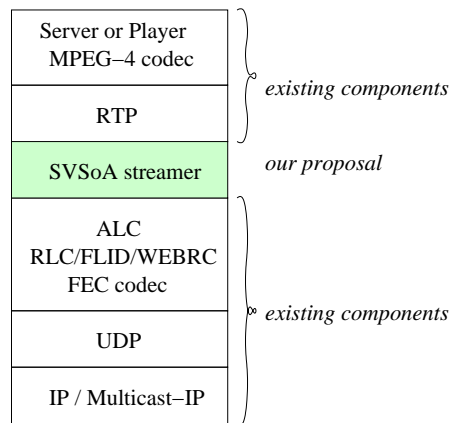 Server or Player
MPEG−4 codec
existing components
RTP
our proposal
SVSoA streamer
ALC
RLC/FLID/WEBRC
FEC codec
existing components
UDP
IP / Multicast−IP